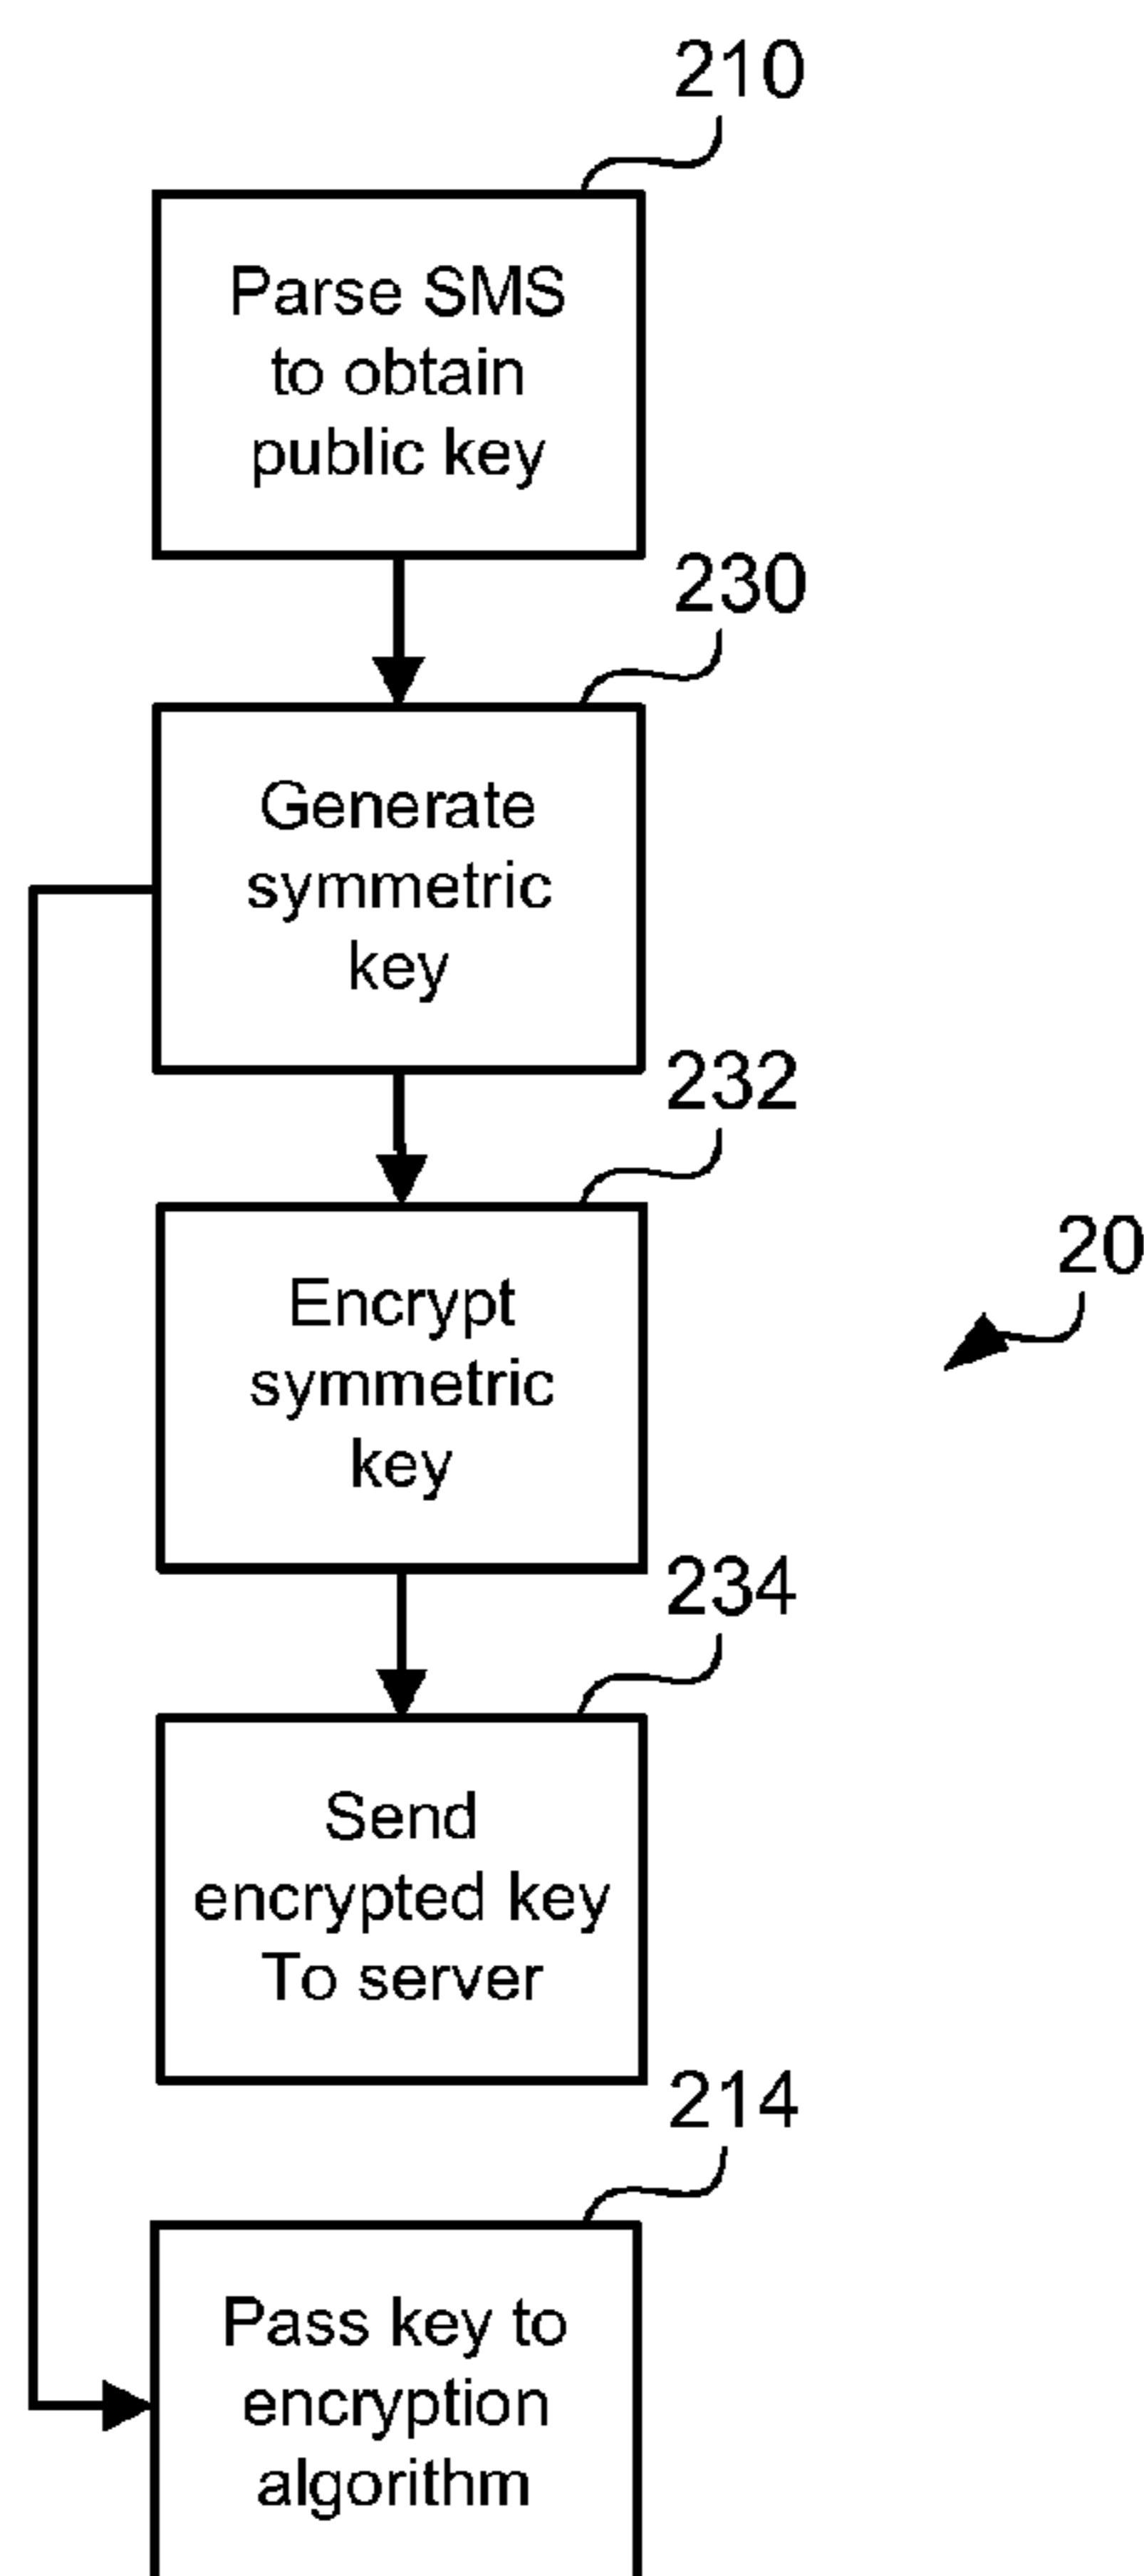 210
Parse SMS
to obtain
public key
230
Generate
symmetric
key
232
Encrypt
symmetric
key
20
234
Send
encrypted key
To server
214
Pass key to
encryption
algorithm